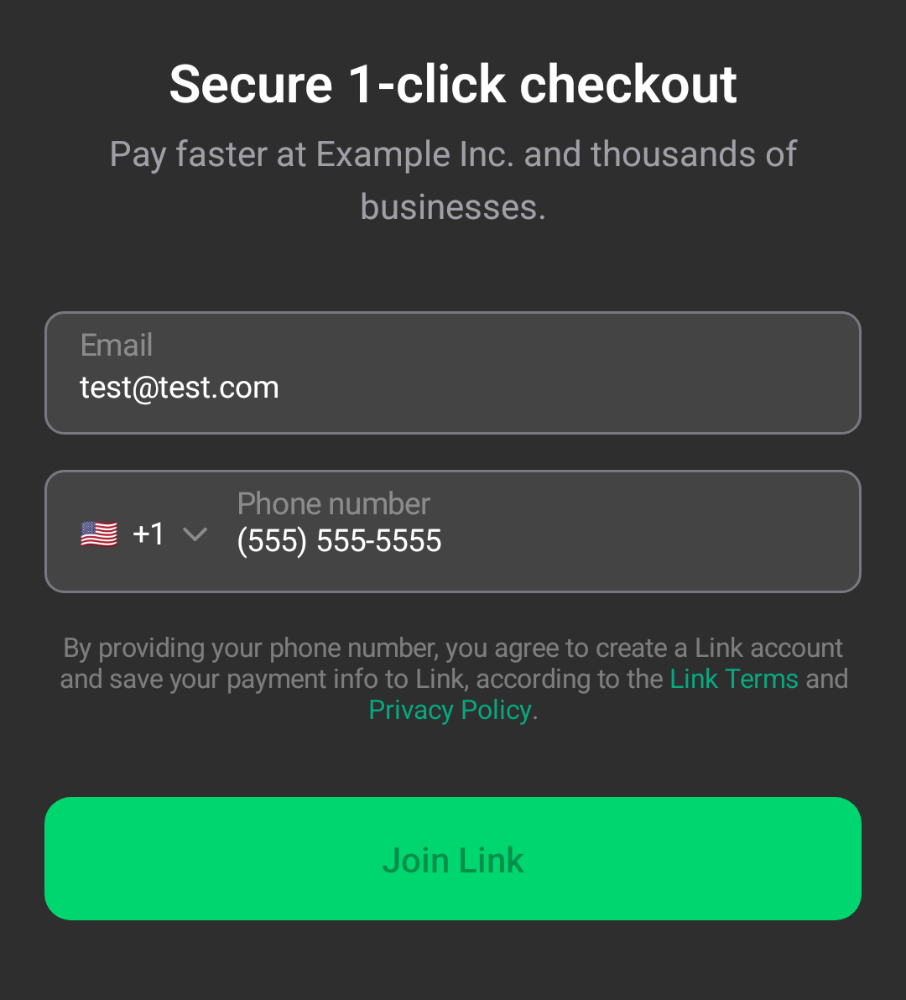 Secure 1-click checkout
Pay faster at Example Inc. and thousands of
businesses.
Email
test@test.com
Phone number
🇺🇸 +1 (555) 555-5555
By providing your phone number, you agree to create a Link account
and save your payment info to Link, according to the Link Terms and
Privacy Policy.
Join Link